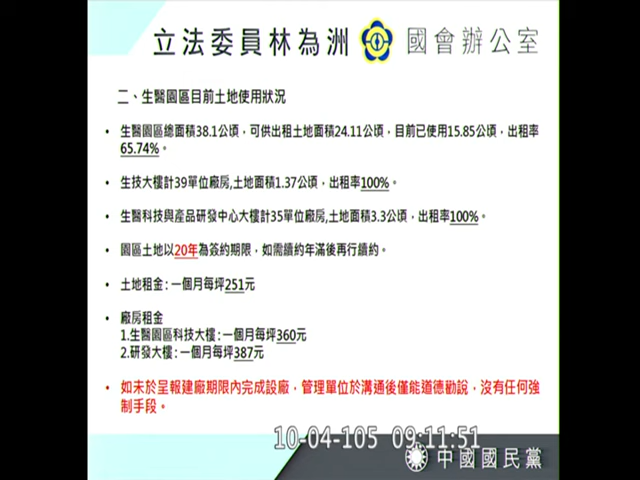 立法委員林為洲 國會辦公室
二、生醫園區目前土地使用狀況
• 生醫園區總面積38.1公頃，可供出租土地面積24.11公頃，目前已使用15.85公頃，出租率
65.74%。
• 生技大樓計39單位廠房,土地面積1.37公頃，出租率100%。
• 生醫科技與產品研發中心大樓計35單位廠房,土地面積3.3公頃，出租率100%。
• 園區土地以20年為簽約期限，如需續約年滿後再行續約。
• 土地租金：一個月每坪251元
• 廠房租金
1.生醫園區科技大樓：一個月每坪360元
2.研發大樓：一個月每坪387元
• 如未於呈報建廠期限內完成設廠，管理單位於溝通後僅能道德勸說，沒有任何強
制手段。
10-04-105 09:11:51
中國國民黨